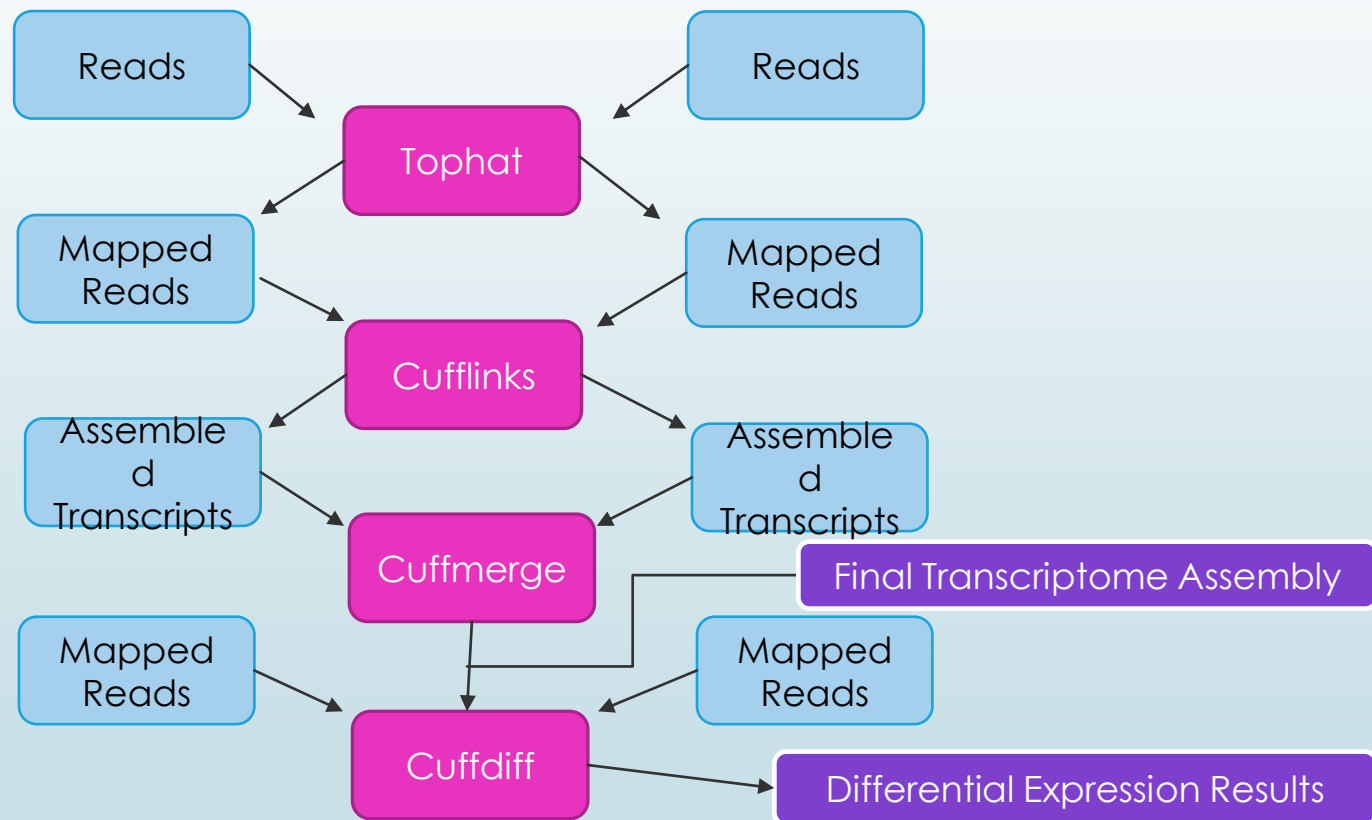 Reads
Reads
Tophat
Mapped
Reads
Mapped
Reads
Cufflinks
Assemble
d
Transcripts
Assemble
d
Transcripts
Cuffmerge
Final Transcriptome Assembly
Mapped
Reads
Mapped
Reads
Cuffdiff
Differential Expression Results